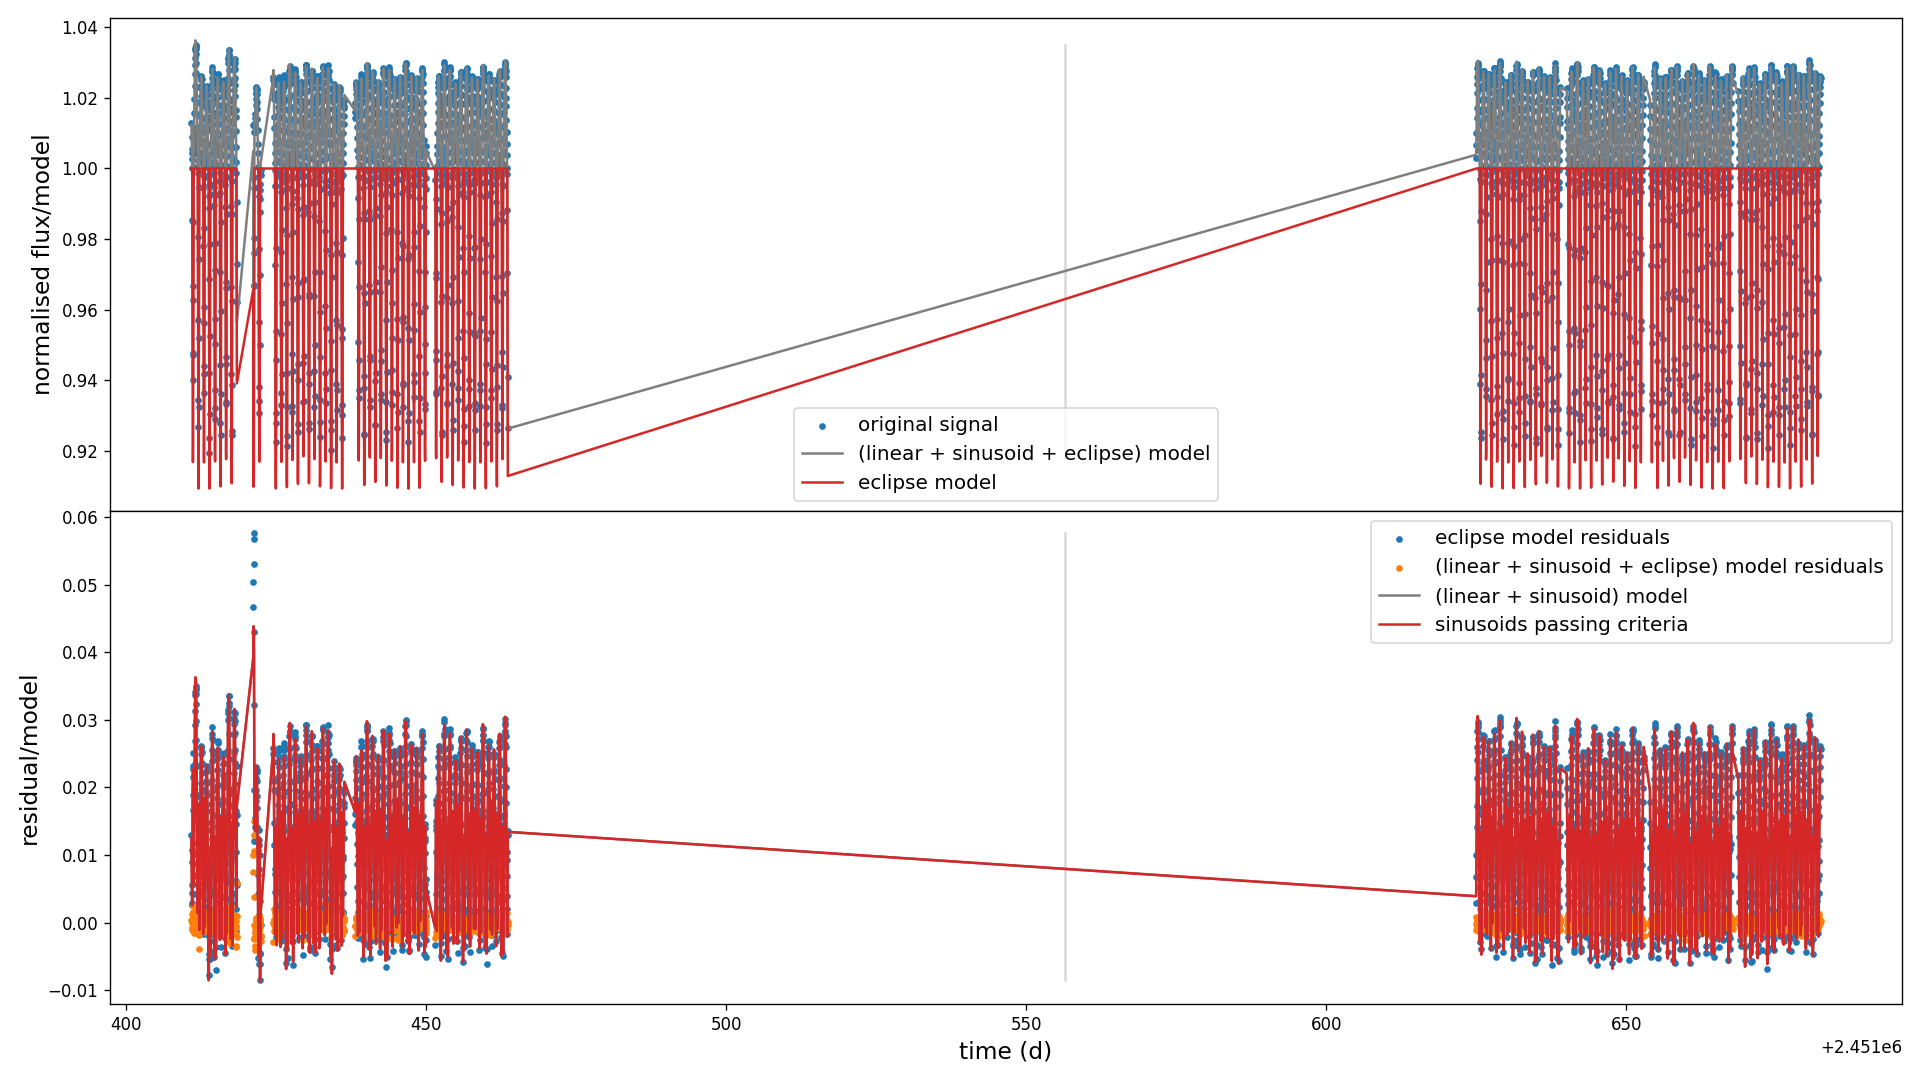 1.04
1.02
1.00
0.98
0.96
0.94
0.92
normalised flux/model
original signal
(linear + sinusoid + eclipse) model
eclipse model
0.06
0.05
0.04
0.03
0.02
0.01
0.00
−0.01
residual/model
eclipse model residuals
(linear + sinusoid + eclipse) model residuals
(linear + sinusoid) model
sinusoids passing criteria
400 450 500 550 600 650
time (d)
+2.451e6